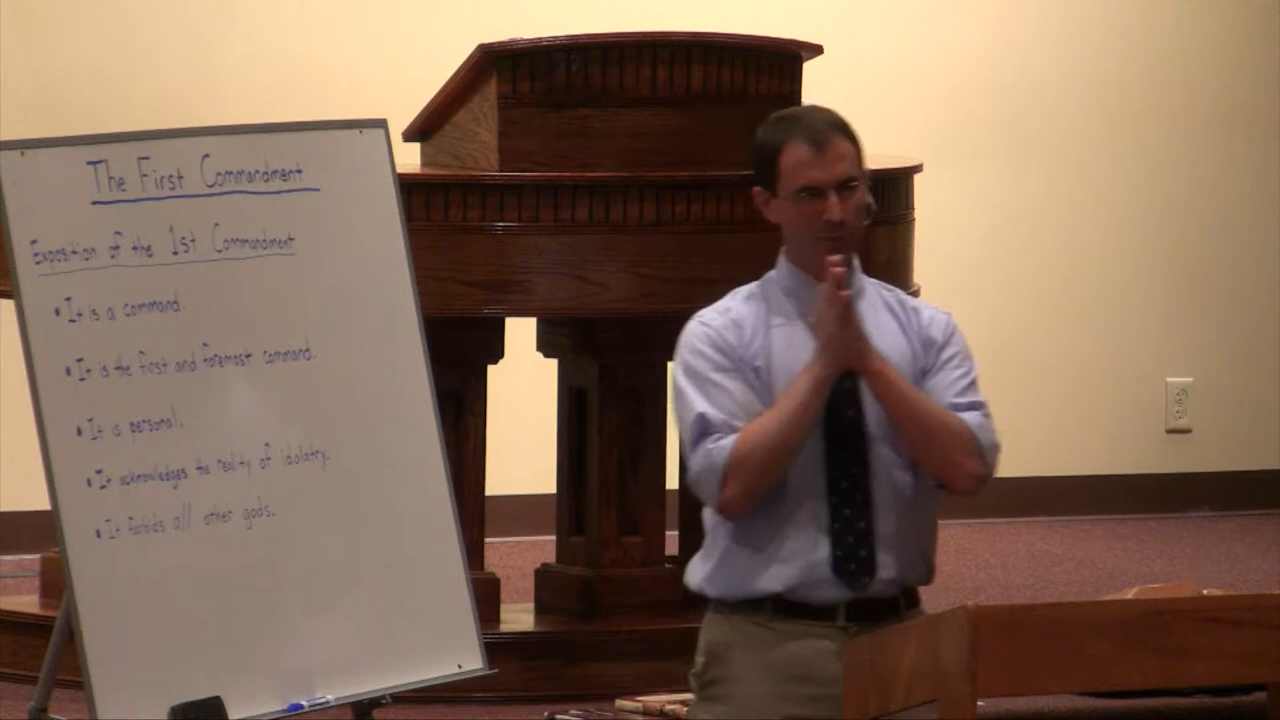 The First Commandment
Exposition of the 1st Commandment
• It is a command.
• It is the first and foremost command.
• It is personal.
• It acknowledges the reality of idolatry.
• It forbids all other gods.